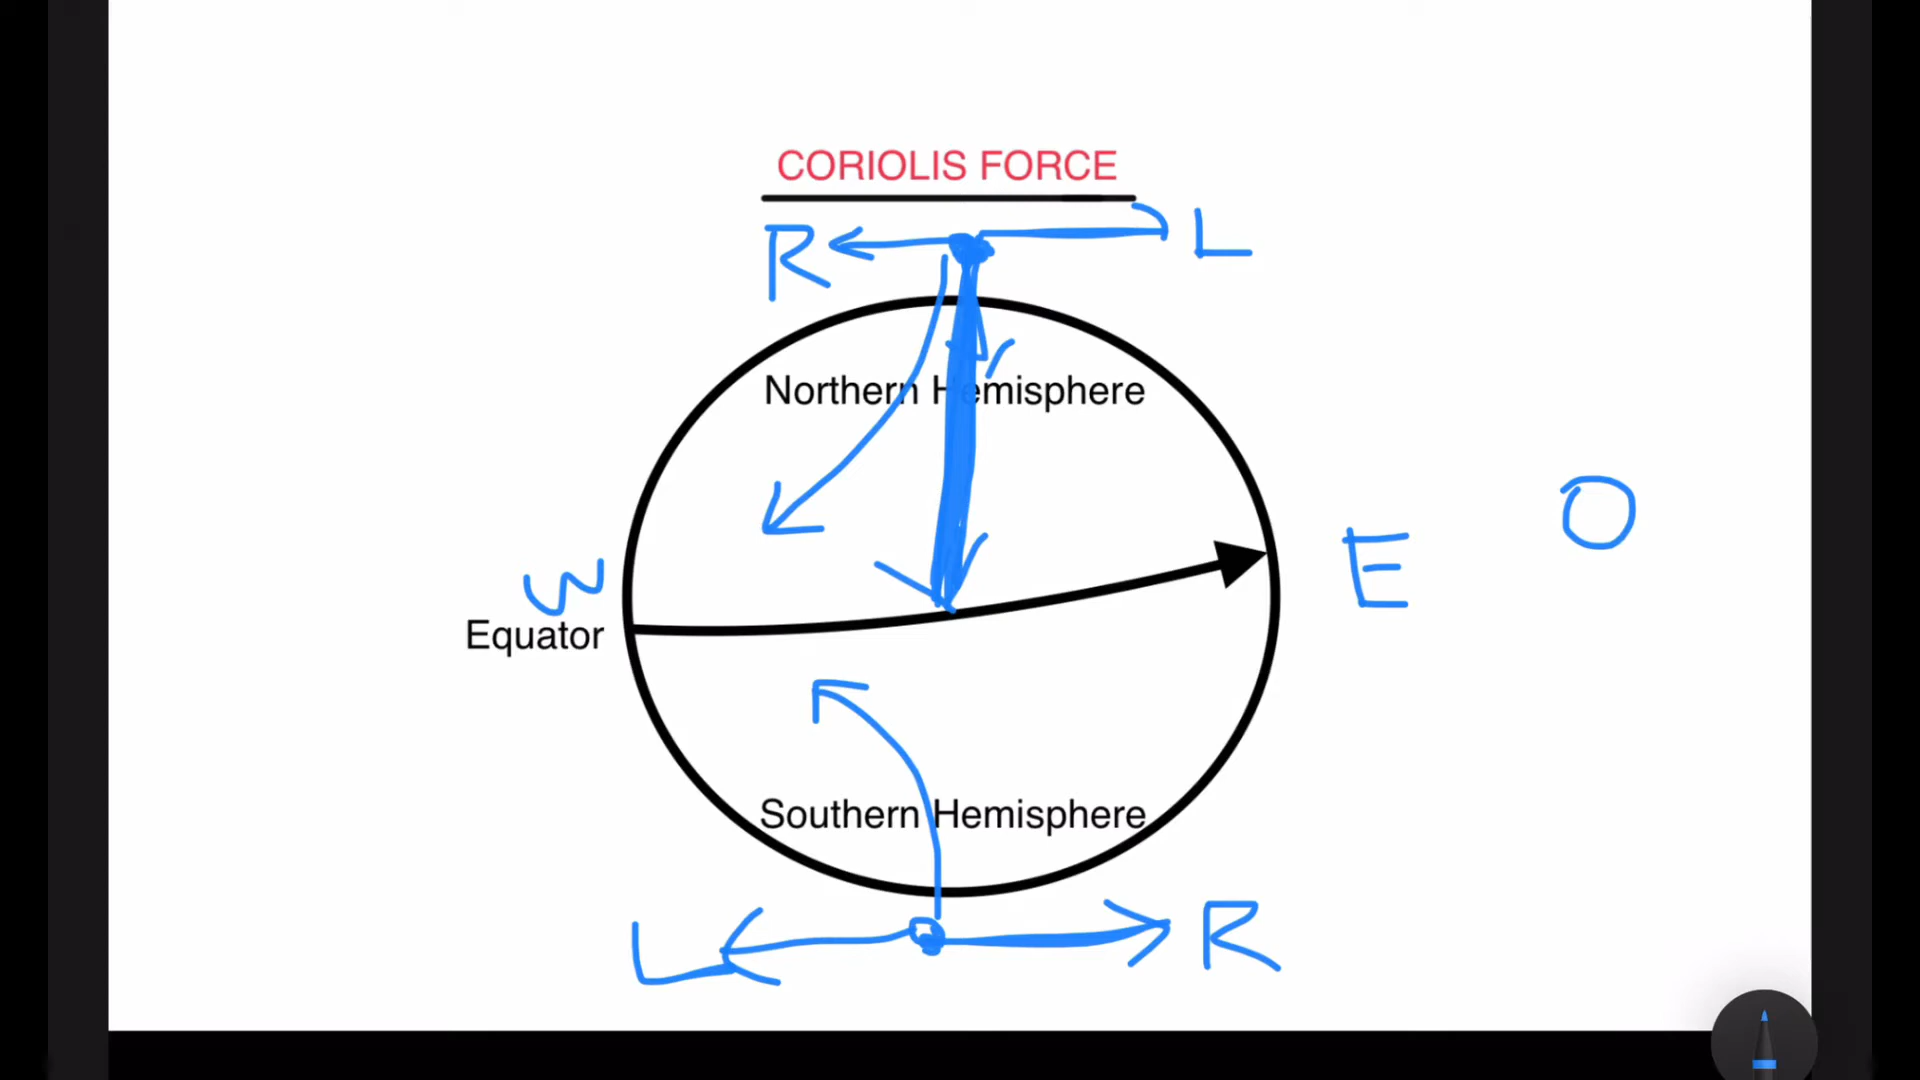 CORIOLIS FORCE
R L
Northern Hemisphere
O
W E
Equator
Southern Hemisphere
L R